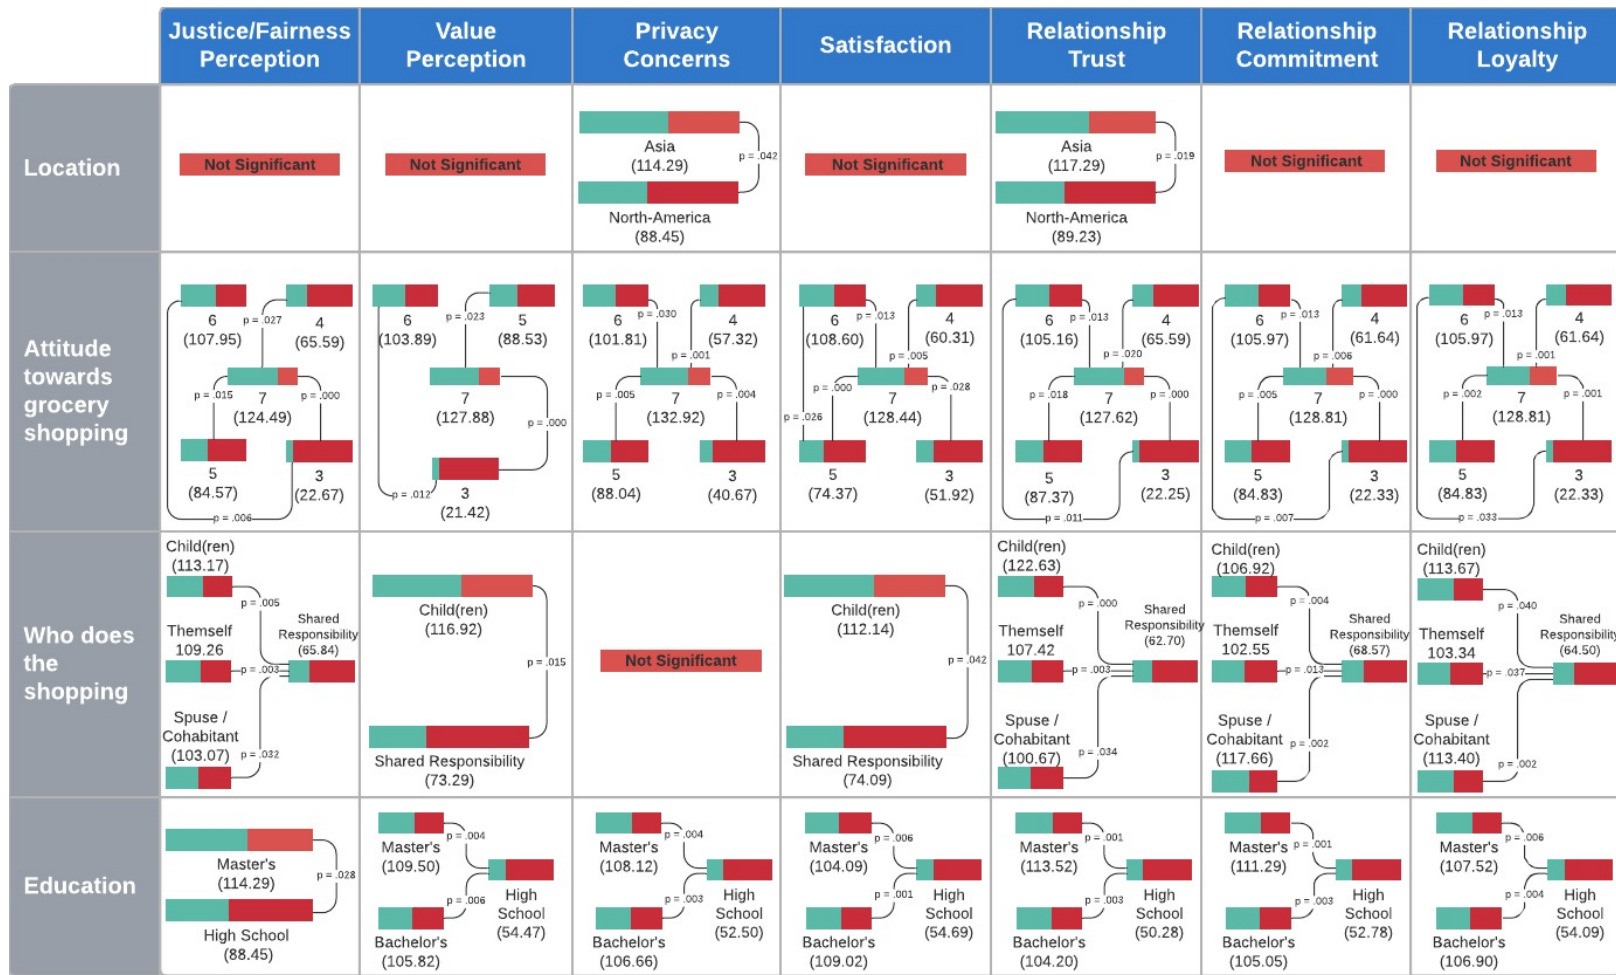 Justice/Fairness
Perception
Value
Perception
Privacy
Concerns
Satisfaction
Relationship
Trust
Relationship
Commitment
Relationship
Loyalty
Location
Not Significant
Not Significant
Asia
(114.29)
p = .042
North-America
(88.45)
Not Significant
Asia
(117.29)
p = .019
North-America
(89.23)
Not Significant
Not Significant
Attitude
towards
grocery
shopping
6
(107.95)
p = .027
4
(65.59)
7
(124.49)
p = .015
p = .000
5
(84.57)
3
(22.67)
p = .006
6
(103.89)
p = .023
5
(88.53)
7
(127.88)
p = .000
3
(21.42)
p = .012
6
(101.81)
p = .030
4
(57.32)
p = .001
7
(132.92)
p = .005
p = .004
5
(88.04)
3
(40.67)
6
(108.60)
p = .013
4
(60.31)
p = .005
7
(128.44)
p = .000
p = .028
p = .026
5
(74.37)
3
(51.92)
6
(105.16)
p = .013
4
(65.59)
p = .020
7
(127.62)
p = .018
p = .000
5
(87.37)
3
(22.25)
p = .011
6
(105.97)
p = .013
4
(61.64)
p = .006
7
(128.81)
p = .005
p = .000
5
(84.83)
3
(22.33)
p = .007
6
(105.97)
p = .013
4
(61.64)
p = .001
7
(128.81)
p = .002
p = .001
5
(84.83)
3
(22.33)
p = .033
Who does
the
shopping
Child(ren)
(113.17)
p = .005
Themself
109.26
Shared
Responsibility
(65.84)
p = .003
Spuse /
Cohabitant
(103.07)
p = .032
Child(ren)
(116.92)
p = .015
Shared Responsibility
(73.29)
Not Significant
Child(ren)
(112.14)
p = .042
Shared Responsibility
(74.09)
Child(ren)
(122.63)
p = .000
Themself
107.42
Shared
Responsibility
(62.70)
p = .003
Spuse /
Cohabitant
(100.67)
p = .034
Child(ren)
(106.92)
p = .004
Themself
102.55
Shared
Responsibility
(68.57)
p = .013
Spuse /
Cohabitant
(117.66)
p = .002
Child(ren)
(113.67)
p = .040
Themself
103.34
Shared
Responsibility
(64.50)
p = .037
Spuse /
Cohabitant
(113.40)
p = .002
Education
Master's
(114.29)
p = .028
High School
(88.45)
Master's
(109.50)
p = .004
High
School
(54.47)
p = .006
Bachelor's
(105.82)
Master's
(108.12)
p = .004
High
School
(52.50)
p = .003
Bachelor's
(106.66)
Master's
(104.09)
p = .006
High
School
(54.69)
p = .001
Bachelor's
(109.02)
Master's
(113.52)
p = .001
High
School
(50.28)
p = .003
Bachelor's
(104.20)
Master's
(111.29)
p = .001
High
School
(52.78)
p = .003
Bachelor's
(105.05)
Master's
(107.52)
p = .006
High
School
(54.09)
p = .004
Bachelor's
(106.90)